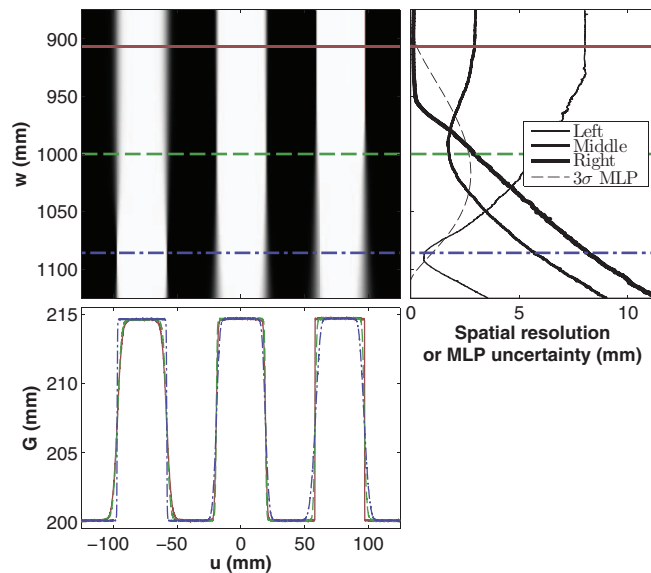 900
950
1000
1050
1100
w (mm)
Left
Middle
Right
3σ MLP
0
5
10
Spatial resolution
or MLP uncertainty (mm)
215
210
205
200
G (mm)
−100
−50
0
50
100
u (mm)